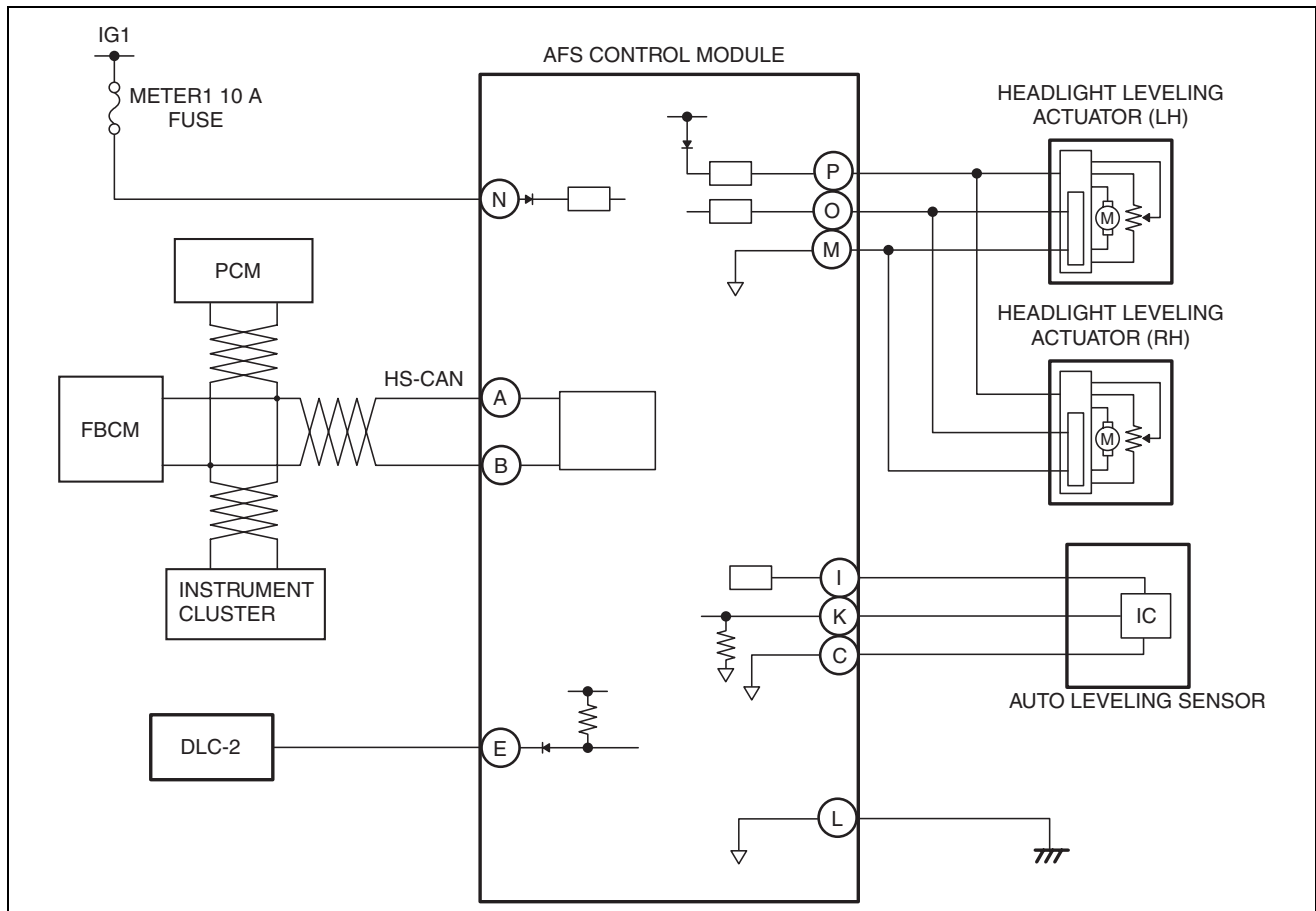 IG1
METER1 10 A
FUSE
AFS CONTROL MODULE
HEADLIGHT LEVELING
ACTUATOR (LH)
N
P
O
M
M
PCM
HEADLIGHT LEVELING
ACTUATOR (RH)
M
FBCM
HS-CAN
A
B
INSTRUMENT
CLUSTER
I
K
C
IC
AUTO LEVELING SENSOR
DLC-2
E
L